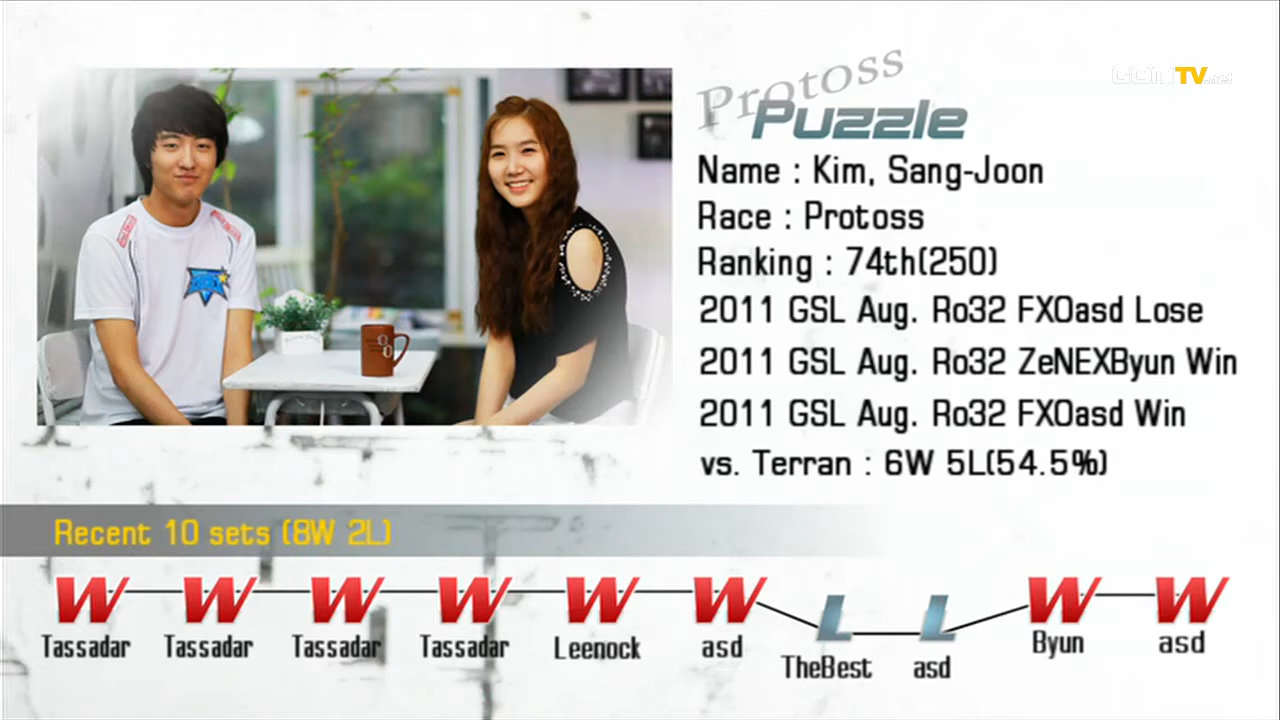 GOMTV.net
Protoss
Puzzle
Name : Kim, Sang-Joon
Race : Protoss
Ranking : 74th(250)
2011 GSL Aug. Ro32 FXOasd Lose
2011 GSL Aug. Ro32 ZeNEXByun Win
2011 GSL Aug. Ro32 FXOasd Win
vs. Terran : 6W 5L(54.5%)
Recent 10 sets (8W 2L)
W W W W W W L L W W
Tassadar Tassadar Tassadar Tassadar Leenock asd TheBest asd Byun asd